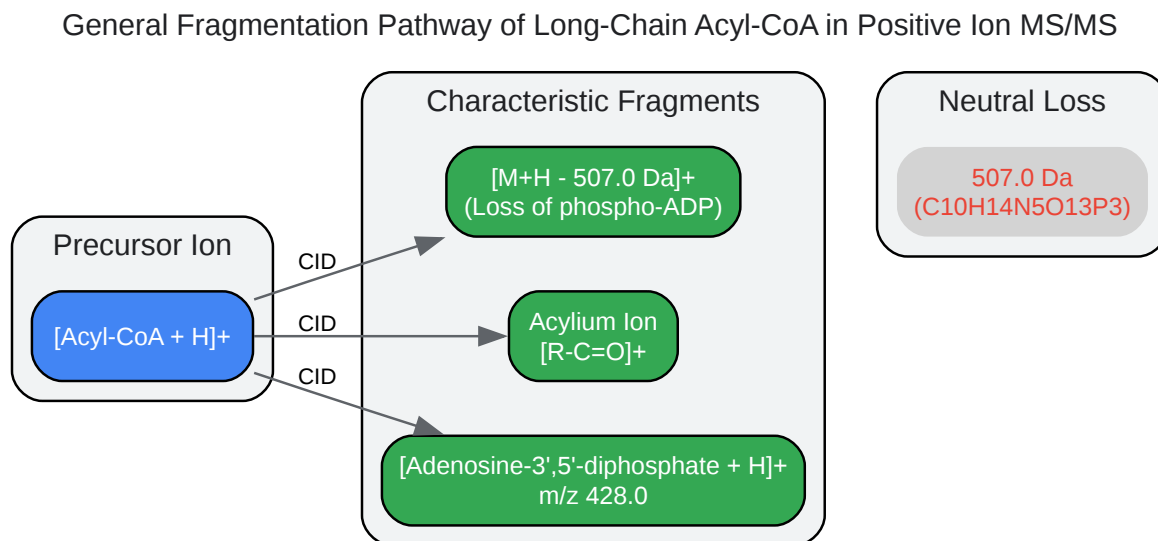 General Fragmentation Pathway of Long-Chain Acyl-CoA in Positive Ion MS/MS
Precursor Ion
[Acyl-CoA + H]+
CID
CID
CID
Characteristic Fragments
[M+H - 507.0 Da]+
(Loss of phospho-ADP)
Acylium Ion
[R-C=O]+
[Adenosine-3',5'-diphosphate + H]+
m/z 428.0
Neutral Loss
507.0 Da
(C10H14N5O13P3)